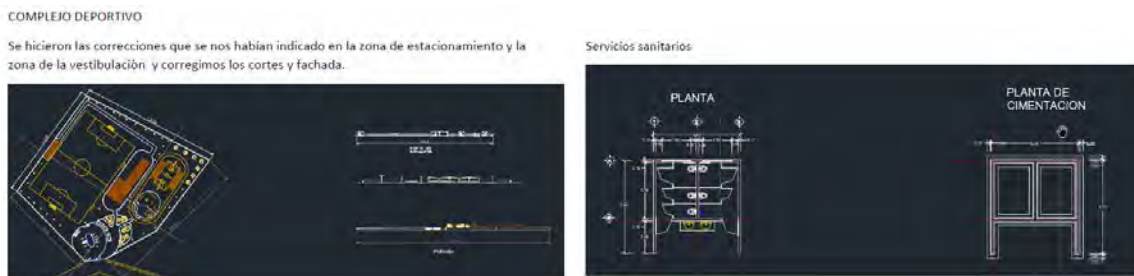 COMPLEJO DEPORTIVO
Se hicieron las correcciones que se nos habían indicado en la zona de estacionamiento y la
zona de la vestibulación y corregimos los cortes y fachada.
Servicios sanitarios
PLANTA
PLANTA DE
CIMENTACION